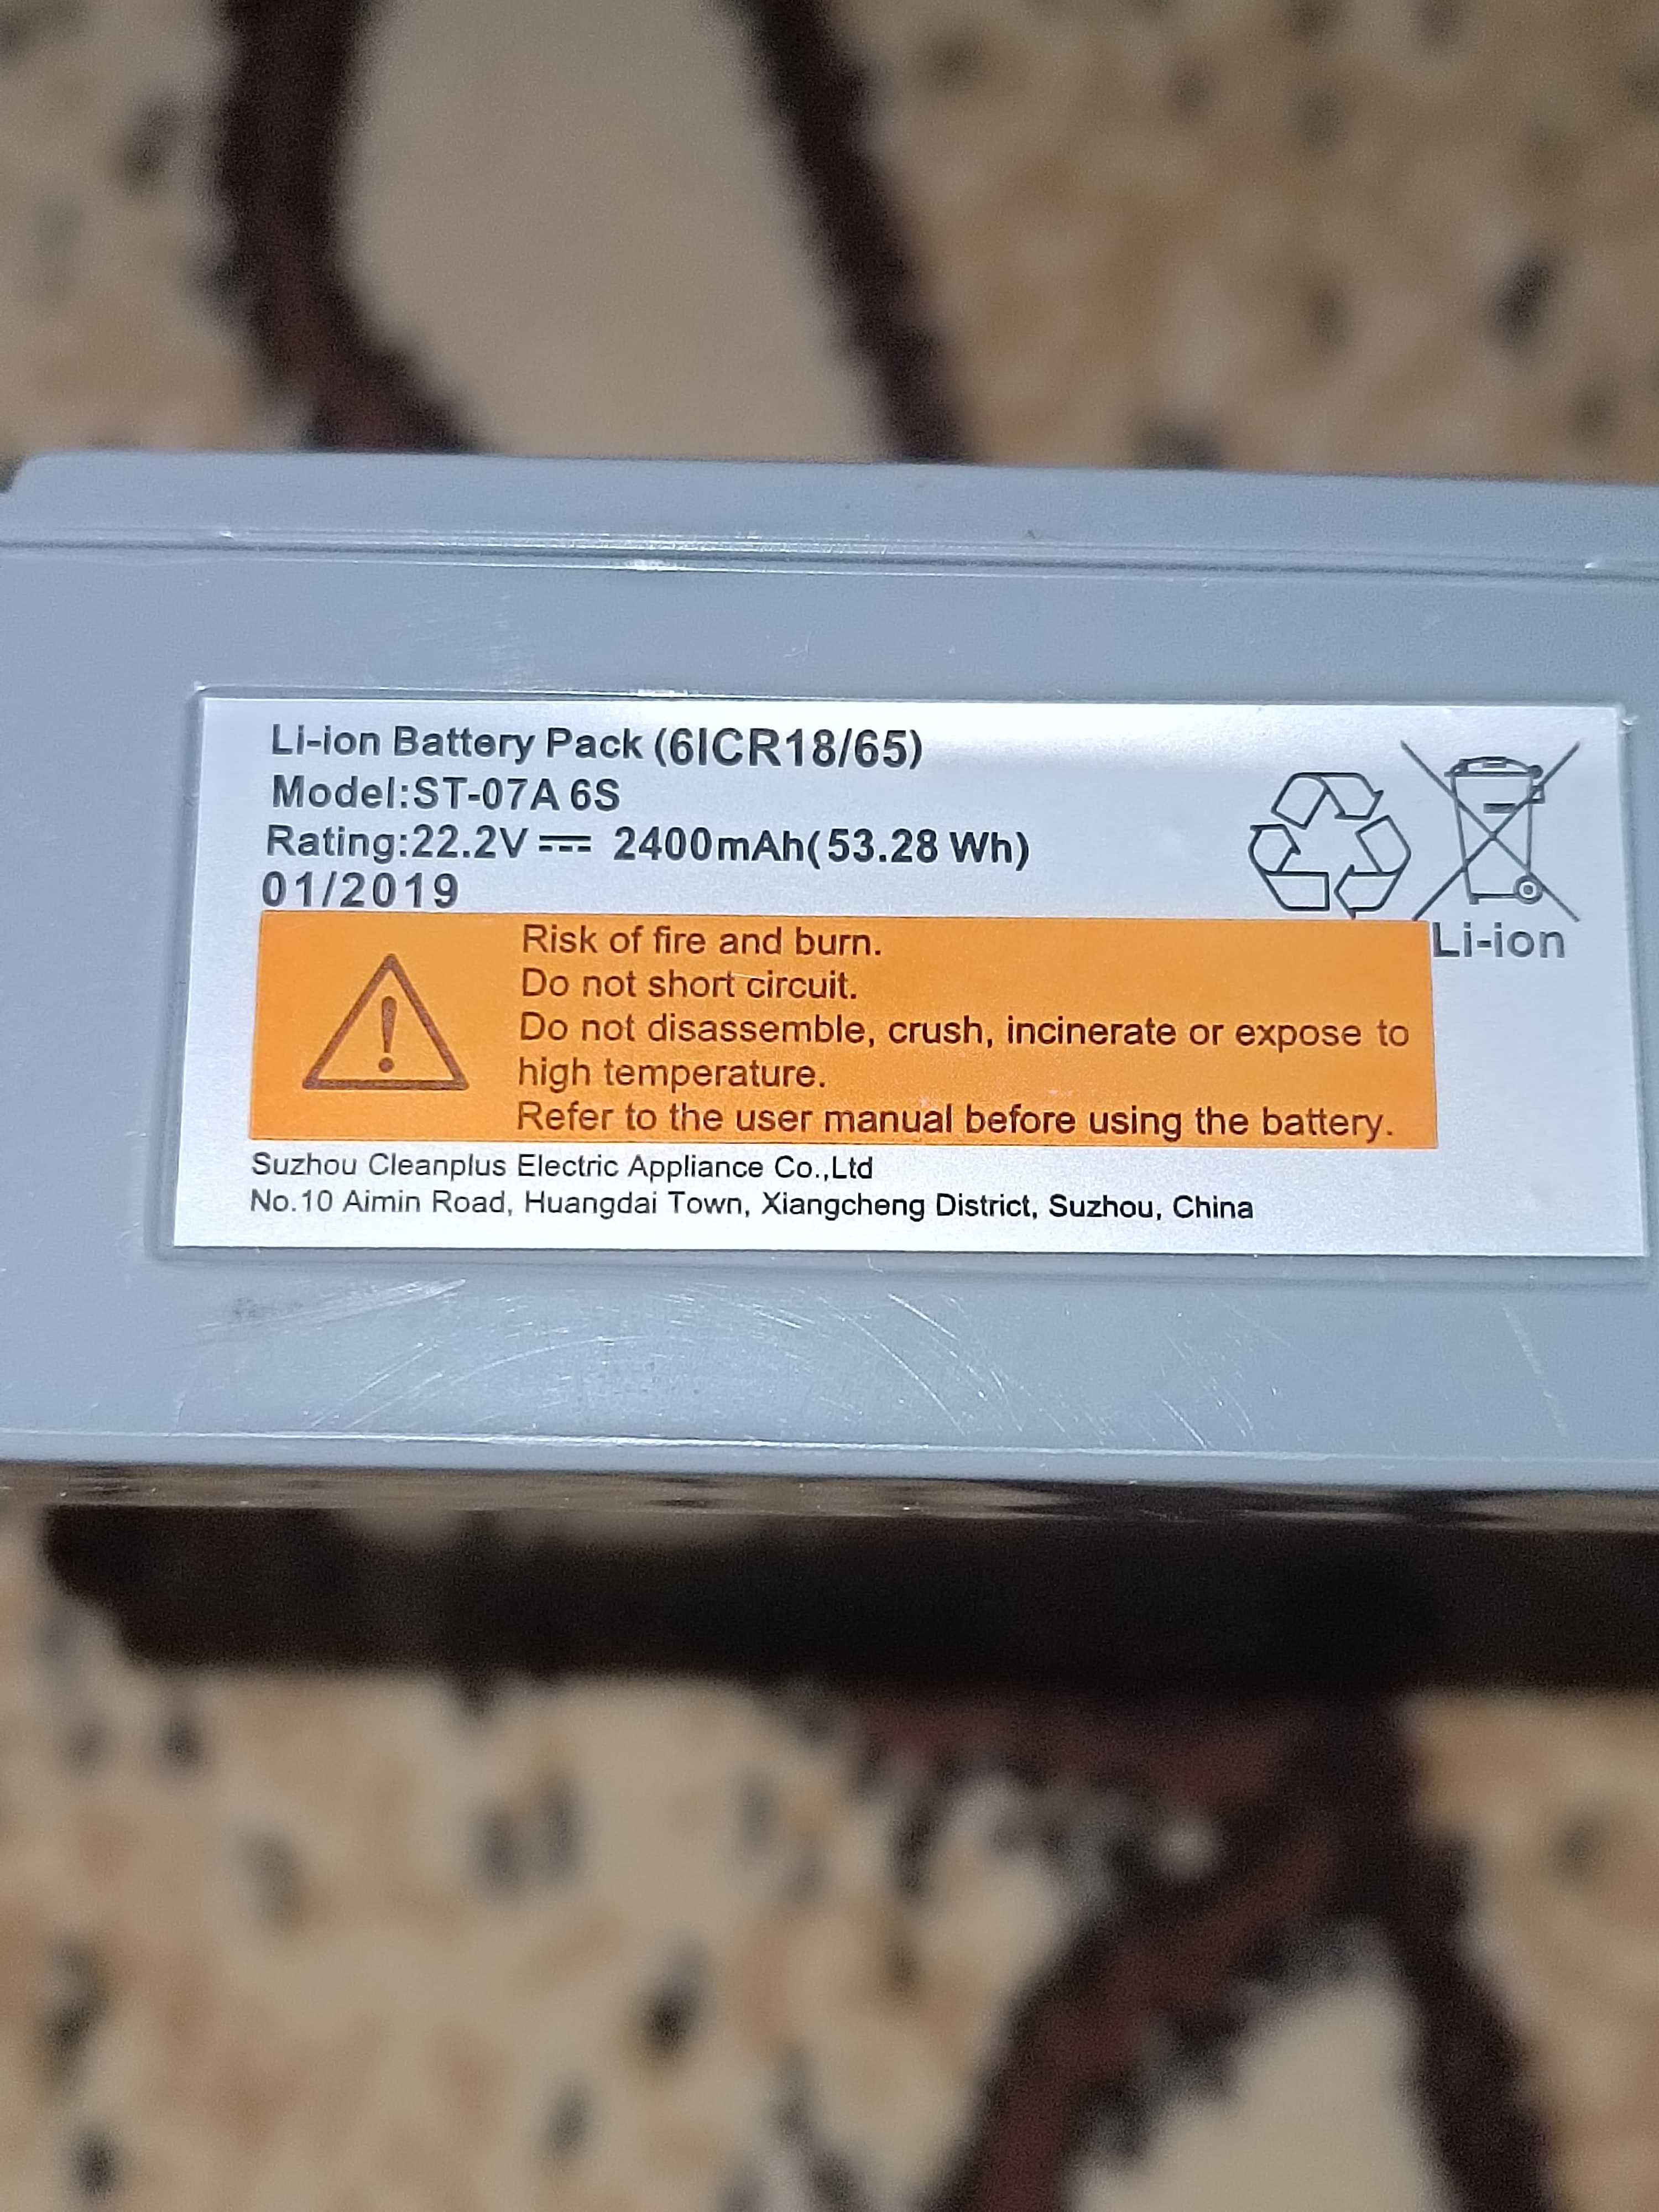 Li-ion Battery Pack (6ICR18/65)
Model:ST-07A 6S
Rating:22.2V ⎓ 2400mAh(53.28 Wh)
01/2019
Risk of fire and burn.
Do not short circuit.
Do not disassemble, crush, incinerate or expose to
high temperature.
Refer to the user manual before using the battery.
Li-ion
Suzhou Cleanplus Electric Appliance Co.,Ltd
No.10 Aimin Road, Huangdai Town, Xiangcheng District, Suzhou, China